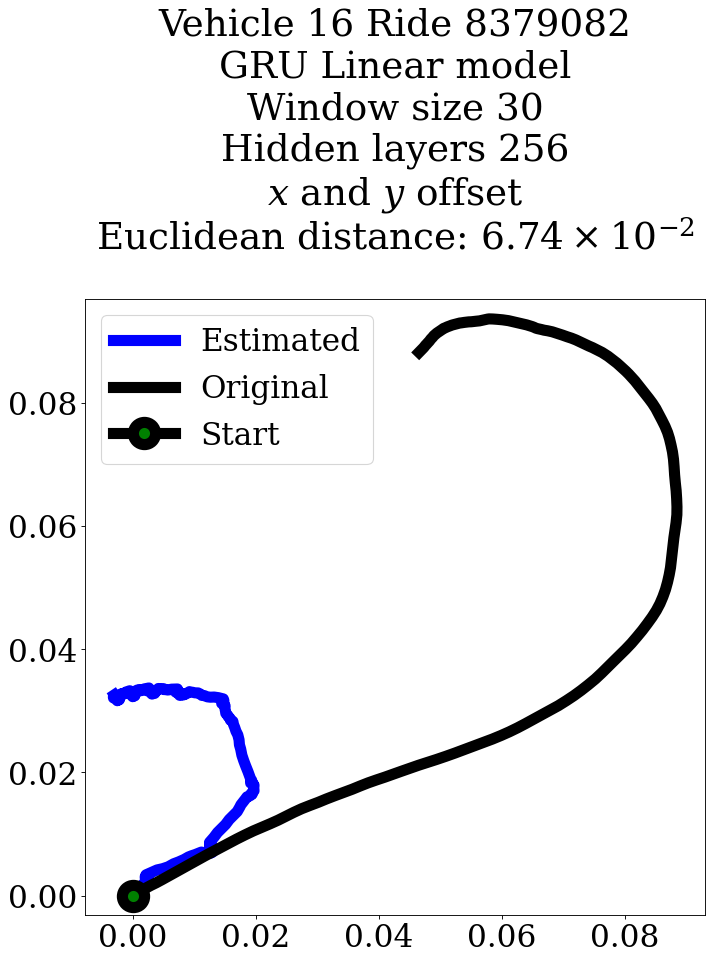 Vehicle 16 Ride 8379082
GRU Linear model
Window size 30
Hidden layers 256
x and y offset
Euclidean distance: 6.74 × 10⁻²
Estimated
Original
Start
0.08
0.06
0.04
0.02
0.00
0.00 0.02 0.04 0.06 0.08